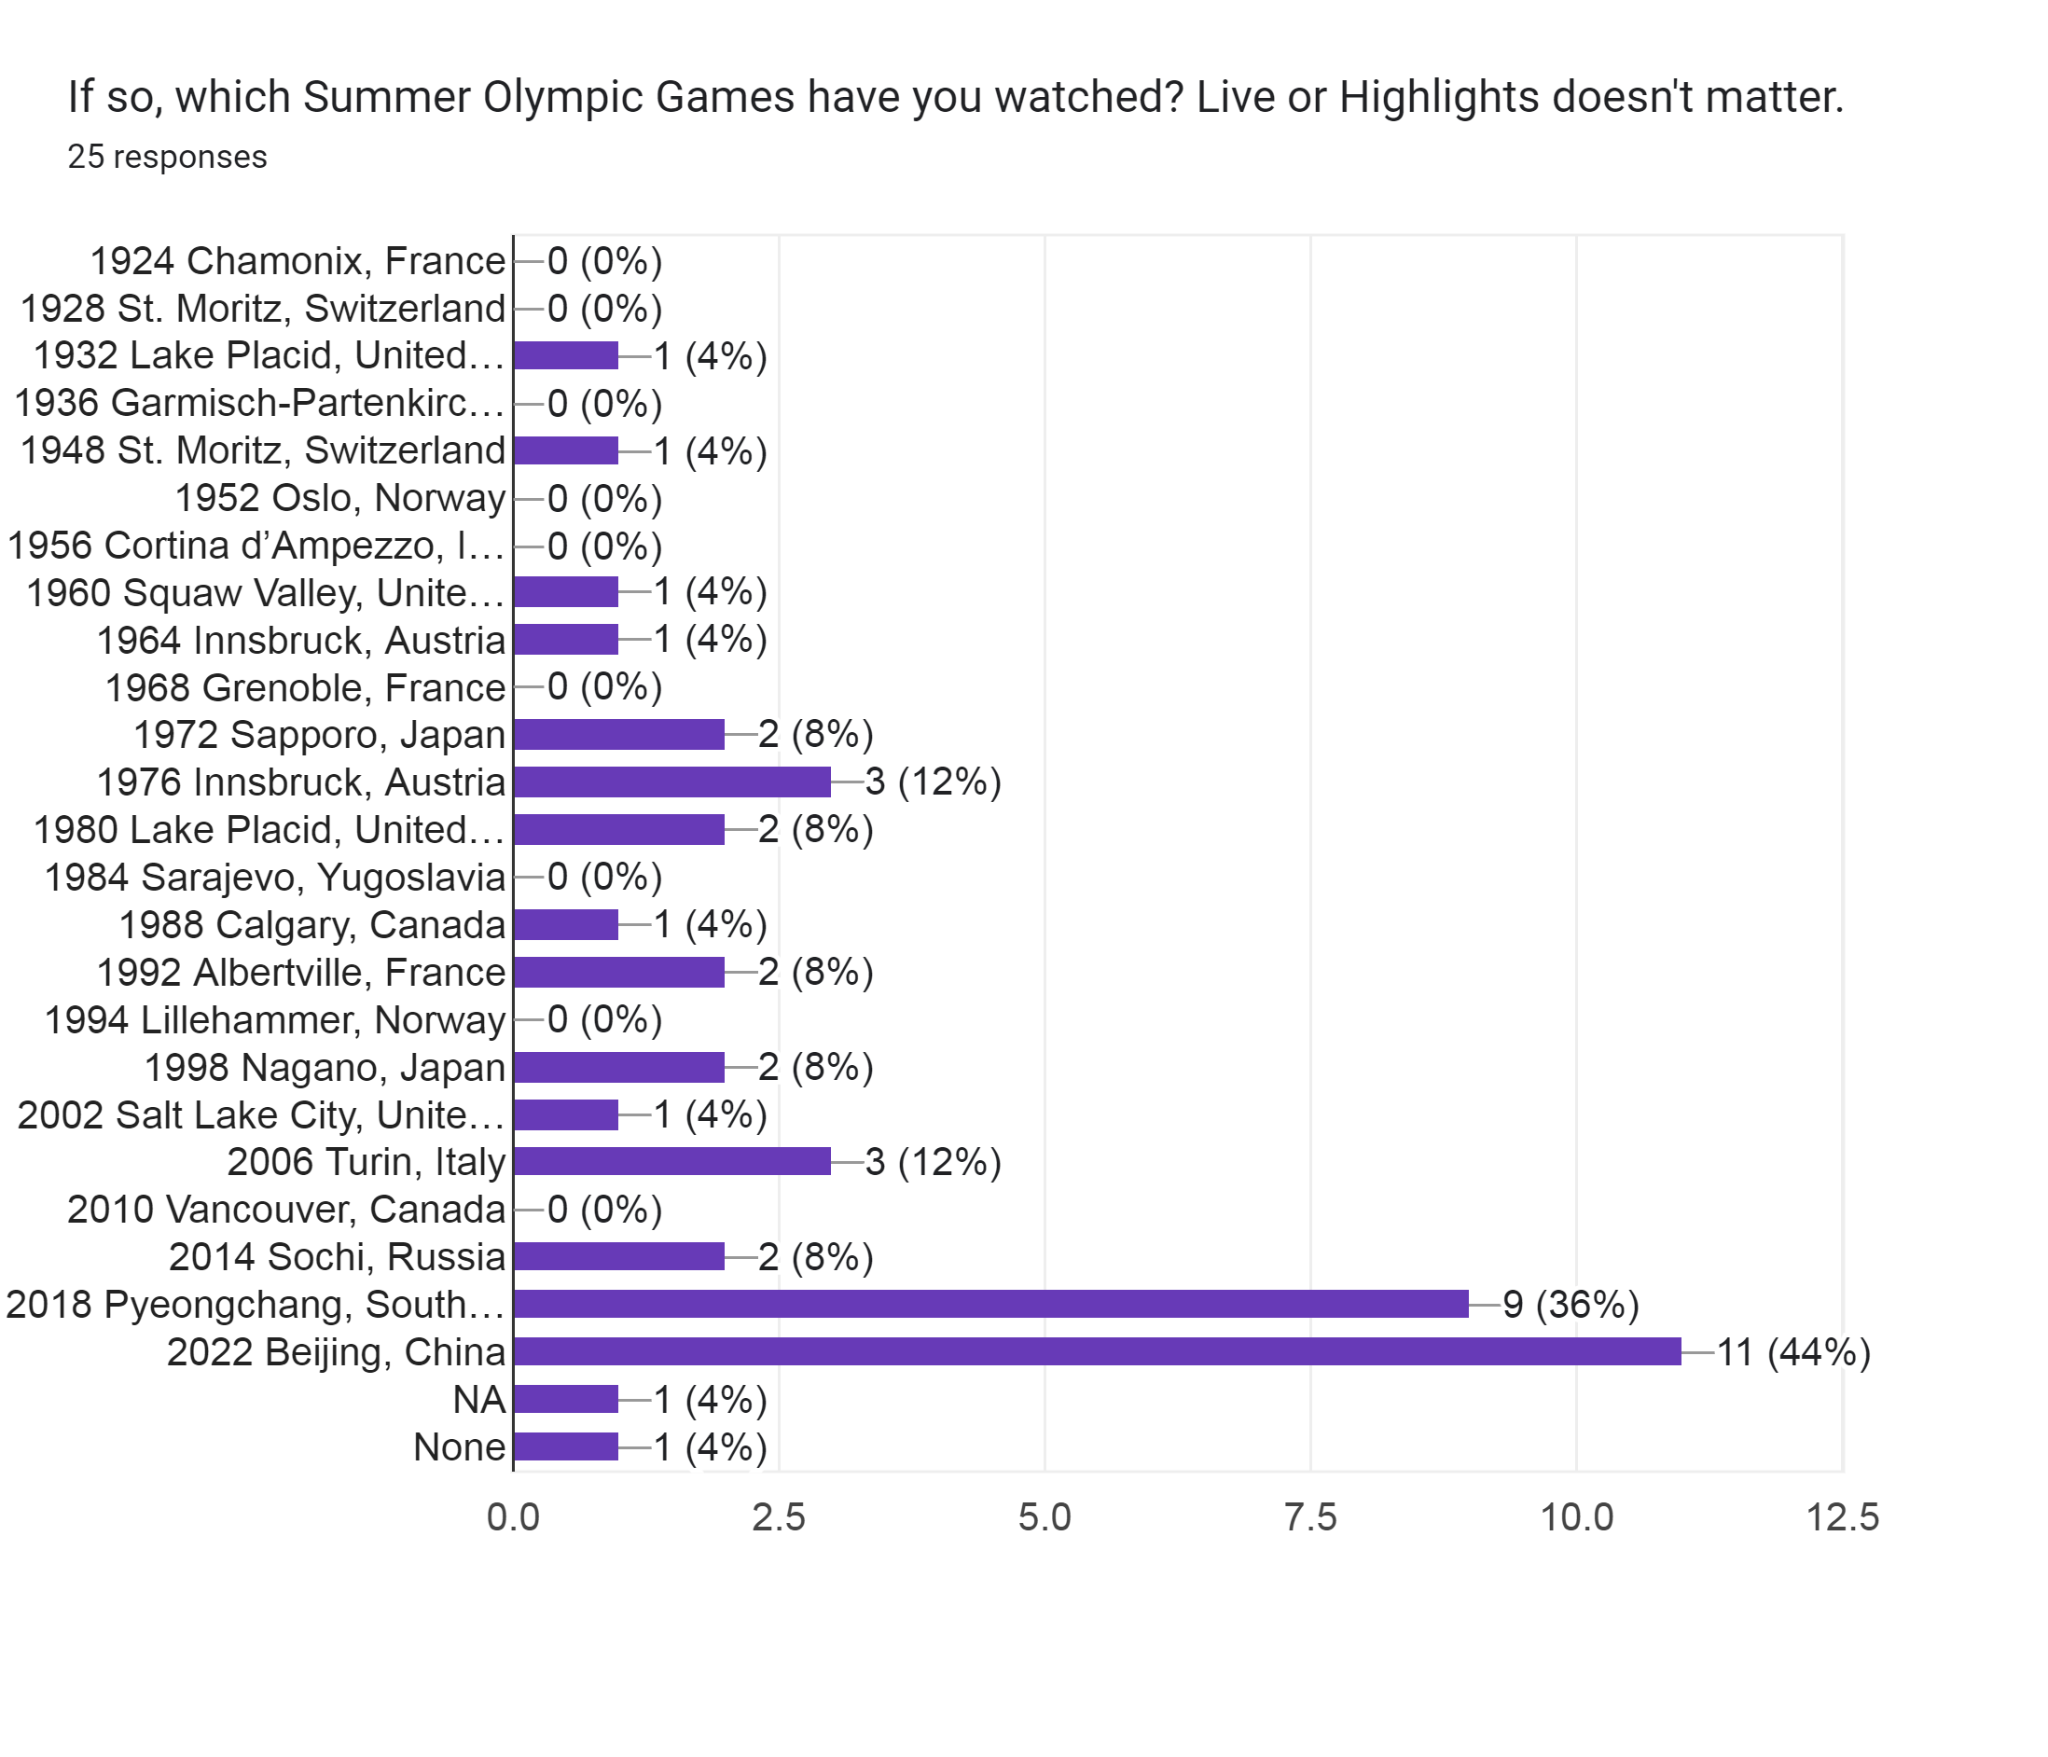 If so, which Summer Olympic Games have you watched? Live or Highlights doesn't matter.
25 responses
1924 Chamonix, France 0 (0%)
1928 St. Moritz, Switzerland 0 (0%)
1932 Lake Placid, United… 1 (4%)
1936 Garmisch-Partenkirc… 0 (0%)
1948 St. Moritz, Switzerland 1 (4%)
1952 Oslo, Norway 0 (0%)
1956 Cortina d’Ampezzo, I… 0 (0%)
1960 Squaw Valley, Unite… 1 (4%)
1964 Innsbruck, Austria 1 (4%)
1968 Grenoble, France 0 (0%)
1972 Sapporo, Japan 2 (8%)
1976 Innsbruck, Austria 3 (12%)
1980 Lake Placid, United… 2 (8%)
1984 Sarajevo, Yugoslavia 0 (0%)
1988 Calgary, Canada 1 (4%)
1992 Albertville, France 2 (8%)
1994 Lillehammer, Norway 0 (0%)
1998 Nagano, Japan 2 (8%)
2002 Salt Lake City, Unite… 1 (4%)
2006 Turin, Italy 3 (12%)
2010 Vancouver, Canada 0 (0%)
2014 Sochi, Russia 2 (8%)
2018 Pyeongchang, South… 9 (36%)
2022 Beijing, China 11 (44%)
NA 1 (4%)
None 1 (4%)
0.0 2.5 5.0 7.5 10.0 12.5